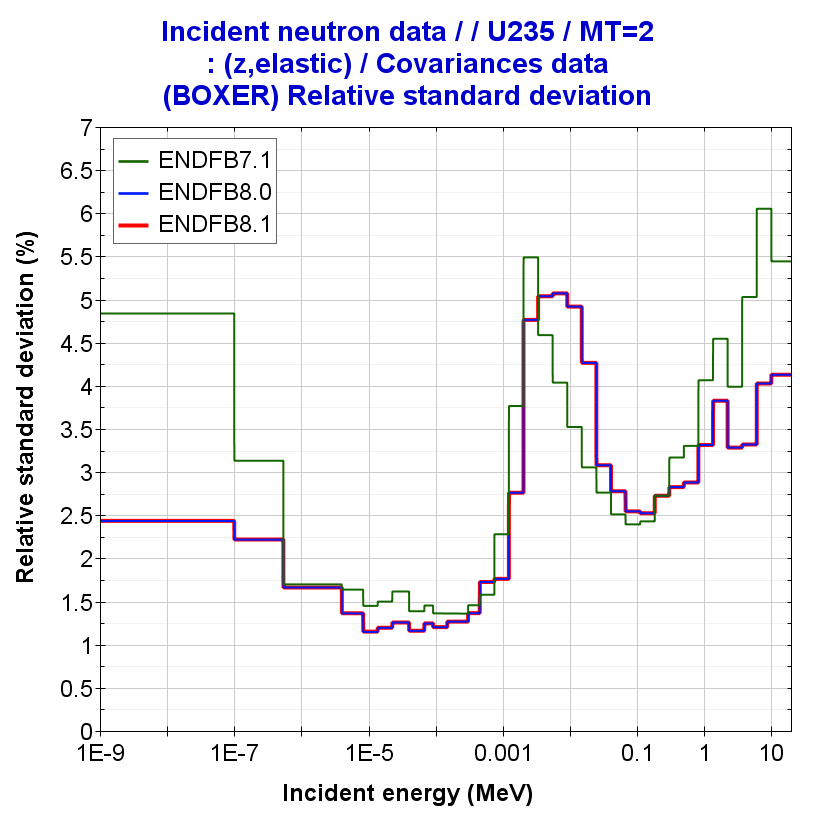 Incident neutron data / / U235 / MT=2
: (z,elastic) / Covariances data
(BOXER) Relative standard deviation
ENDFB7.1
ENDFB8.0
ENDFB8.1
Relative standard deviation (%)
7
6.5
6
5.5
5
4.5
4
3.5
3
2.5
2
1.5
1
0.5
0
1E-9 1E-7 1E-5 0.001 0.1 1 10
Incident energy (MeV)